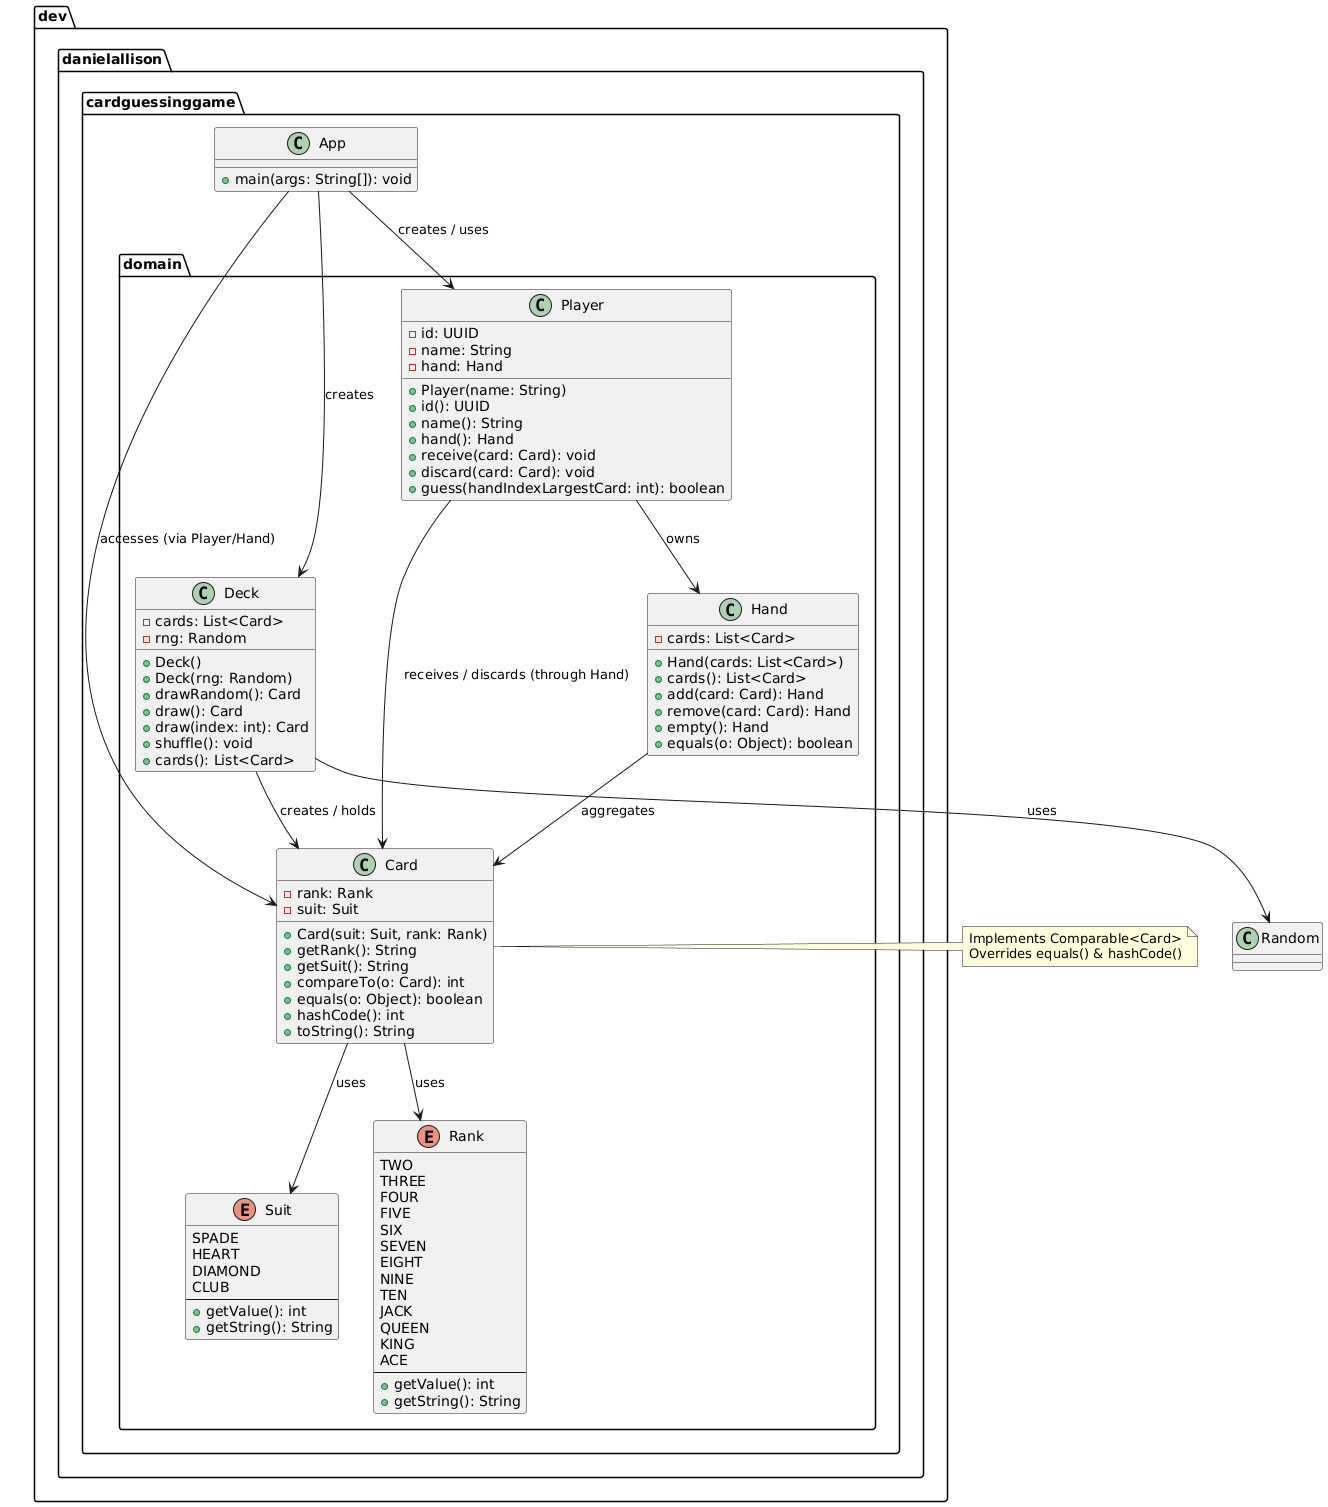 dev
danielallison
cardguessinggame
C App
main(args: String[]): void
creates / uses
domain
C Player
id: UUID
name: String
hand: Hand
Player(name: String)
id(): UUID
name(): String
hand(): Hand
receive(card: Card): void
discard(card: Card): void
guess(handIndexLargestCard: int): boolean
creates
accesses (via Player/Hand)
owns
C Deck
cards: List<Card>
rng: Random
Deck()
Deck(rng: Random)
drawRandom(): Card
draw(): Card
draw(index: int): Card
shuffle(): void
cards(): List<Card>
receives / discards (through Hand)
C Hand
cards: List<Card>
Hand(cards: List<Card>)
cards(): List<Card>
add(card: Card): Hand
remove(card: Card): Hand
empty(): Hand
equals(o: Object): boolean
creates / holds
aggregates
uses
C Card
rank: Rank
suit: Suit
Card(suit: Suit, rank: Rank)
getRank(): String
getSuit(): String
compareTo(o: Card): int
equals(o: Object): boolean
hashCode(): int
toString(): String
Implements Comparable<Card>
Overrides equals() & hashCode()
C Random
uses
uses
E Suit
SPADE
HEART
DIAMOND
CLUB
getValue(): int
getString(): String
E Rank
TWO
THREE
FOUR
FIVE
SIX
SEVEN
EIGHT
NINE
TEN
JACK
QUEEN
KING
ACE
getValue(): int
getString(): String